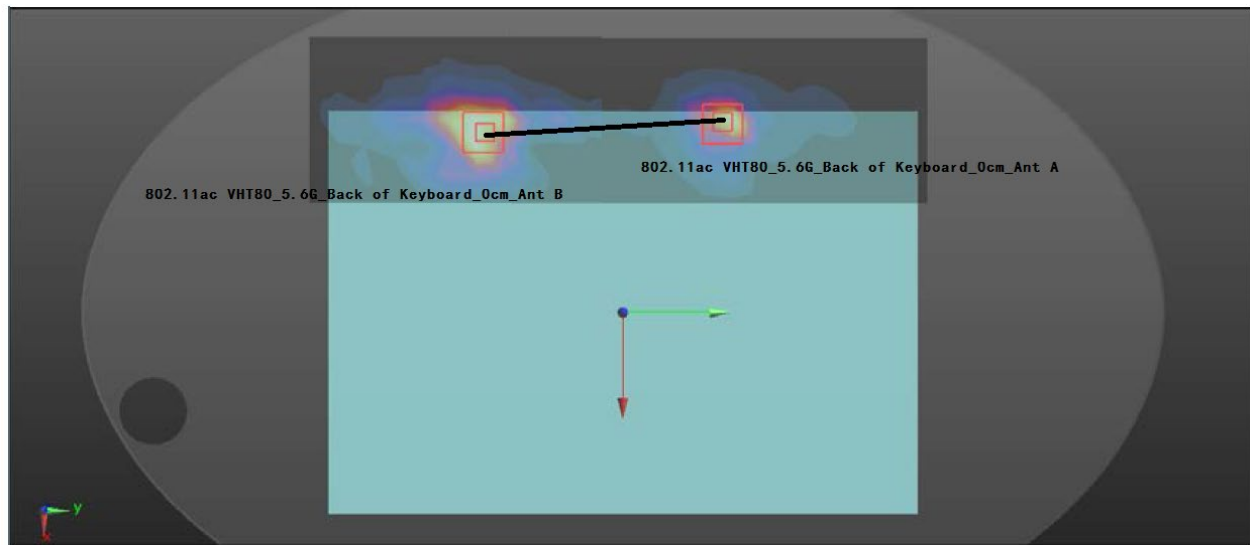 802.11ac VHT80_5.6G_Back of Keyboard_0cm_Ant A
802.11ac VHT80_5.6G_Back of Keyboard_0cm_Ant B
y
x